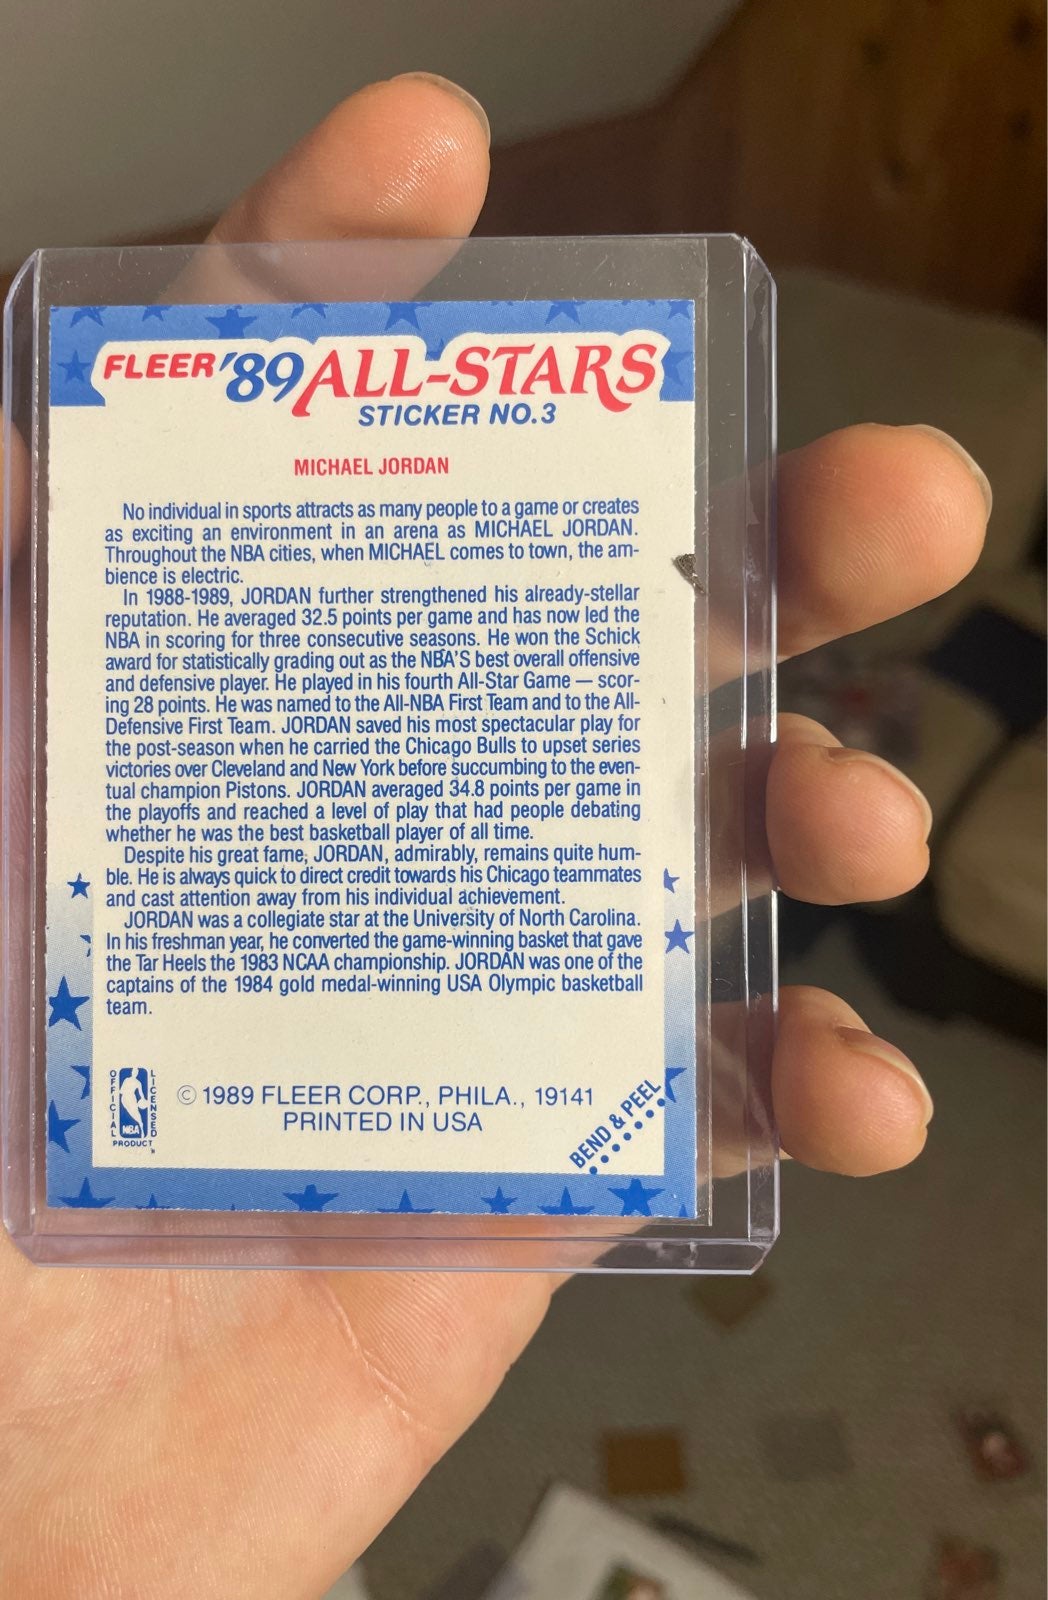 FLEER '89 ALL-STARS
STICKER NO.3
MICHAEL JORDAN
No individual in sports attracts as many people to a game or creates
as exciting an environment in an arena as MICHAEL JORDAN.
Throughout the NBA cities, when MICHAEL comes to town, the am-
bience is electric.
In 1988-1989, JORDAN further strengthened his already-stellar
reputation. He averaged 32.5 points per game and has now led the
NBA in scoring for three consecutive seasons. He won the Schick
award for statistically grading out as the NBA'S best overall offensive
and defensive player. He played in his fourth All-Star Game — scor-
ing 28 points. He was named to the All-NBA First Team and to the All-
Defensive First Team. JORDAN saved his most spectacular play for
the post-season when he carried the Chicago Bulls to upset series
victories over Cleveland and New York before succumbing to the even-
tual champion Pistons. JORDAN averaged 34.8 points per game in
the playoffs and reached a level of play that had people debating
whether he was the best basketball player of all time.
Despite his great fame, JORDAN, admirably, remains quite hum-
ble. He is always quick to direct credit towards his Chicago teammates
and cast attention away from his individual achievement.
JORDAN was a collegiate star at the University of North Carolina.
In his freshman year, he converted the game-winning basket that gave
the Tar Heels the 1983 NCAA championship. JORDAN was one of the
captains of the 1984 gold medal-winning USA Olympic basketball
team.
OFFICIAL
NBA
LICENSED
PRODUCT
© 1989 FLEER CORP., PHILA., 19141
PRINTED IN USA
BEND & PEEL